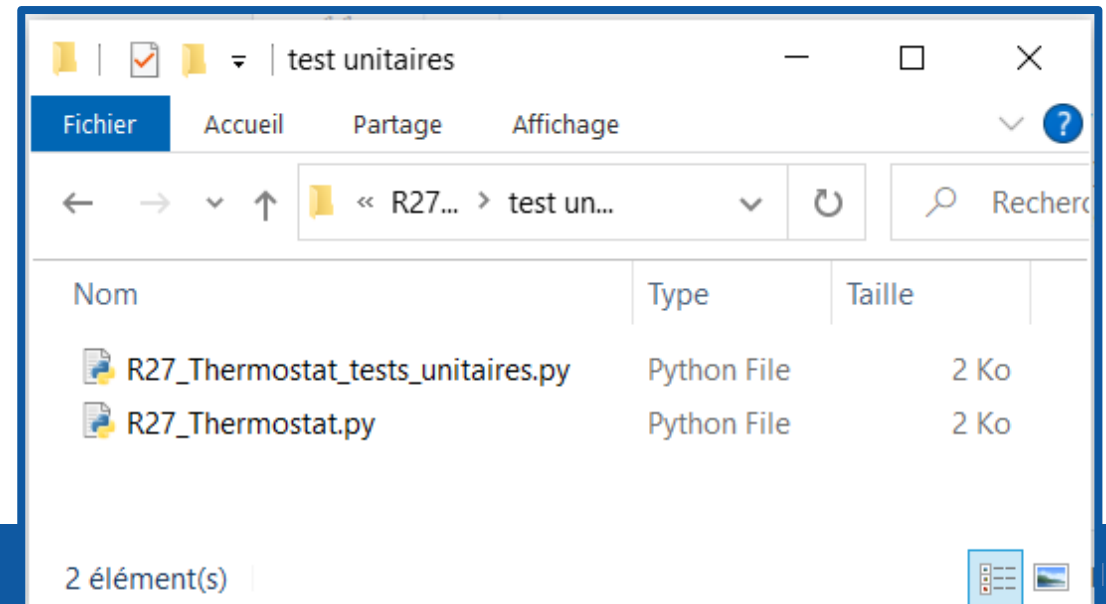 test unitaires
Fichier Accueil Partage Affichage ?
« R27... > test un... Recherc
Nom Type Taille
R27_Thermostat_tests_unitaires.py Python File 2 Ko
R27_Thermostat.py Python File 2 Ko
2 élément(s)